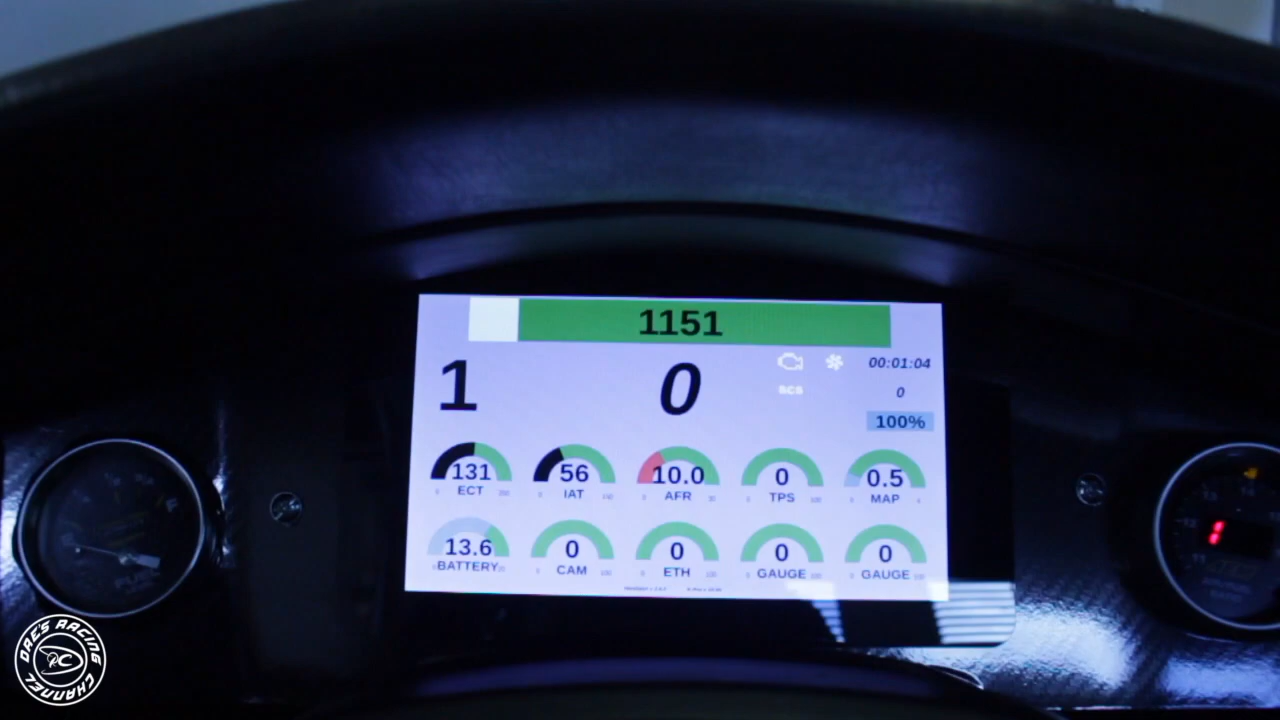 1151
1
0
00:01:04
SCS
0
100%
131
56
10.0
0
0.5
ECT
IAT
AFR
TPS
MAP
13.6
0
0
0
0
BATTERY
CAM
ETH
GAUGE
GAUGE
DRE'S RACING CHANNEL